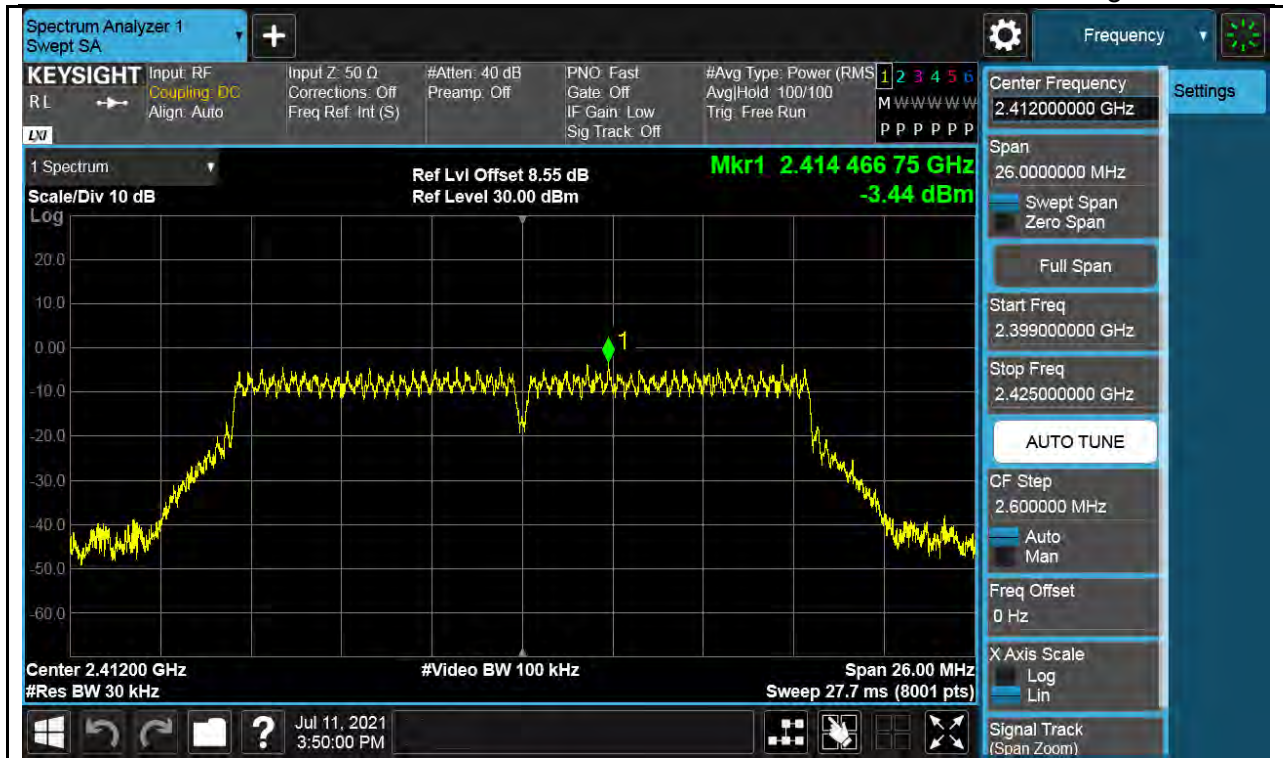 Spectrum Analyzer 1
Swept SA
Frequency
KEYSIGHT
RL
LXI
Input: RF
Coupling: DC
Align: Auto
Input Z: 50 Ω
Corrections: Off
Freq Ref: Int (S)
#Atten: 40 dB
Preamp: Off
PNO: Fast
Gate: Off
IF Gain: Low
Sig Track: Off
#Avg Type: Power (RMS
Avg|Hold: 100/100
Trig: Free Run
1 2 3 4 5 6
M W W W W W
P P P P P P
1 Spectrum
Scale/Div 10 dB
Ref Lvl Offset 8.55 dB
Ref Level 30.00 dBm
Mkr1 2.414 466 75 GHz
-3.44 dBm
Log
20.0
10.0
0.00
-10.0
-20.0
-30.0
-40.0
-50.0
-60.0
1
Center 2.41200 GHz
#Res BW 30 kHz
#Video BW 100 kHz
Span 26.00 MHz
Sweep 27.7 ms (8001 pts)
Center Frequency
2.412000000 GHz
Settings
Span
26.0000000 MHz
Swept Span
Zero Span
Full Span
Start Freq
2.399000000 GHz
Stop Freq
2.425000000 GHz
AUTO TUNE
CF Step
2.600000 MHz
Auto
Man
Freq Offset
0 Hz
X Axis Scale
Log
Lin
Signal Track
(Span Zoom)
?
Jul 11, 2021
3:50:00 PM